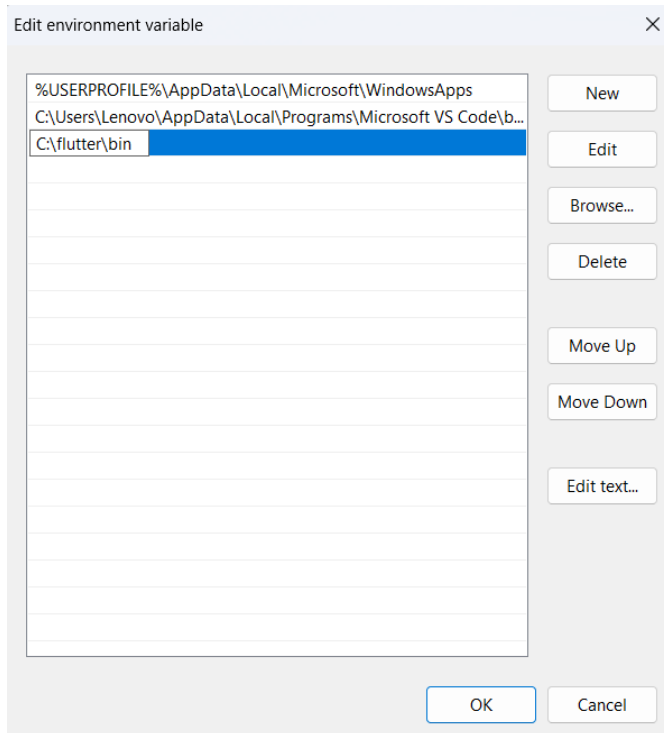 Edit environment variable
%USERPROFILE%\AppData\Local\Microsoft\WindowsApps
C:\Users\Lenovo\AppData\Local\Programs\Microsoft VS Code\b...
C:\flutter\bin
New
Edit
Browse...
Delete
Move Up
Move Down
Edit text...
OK
Cancel